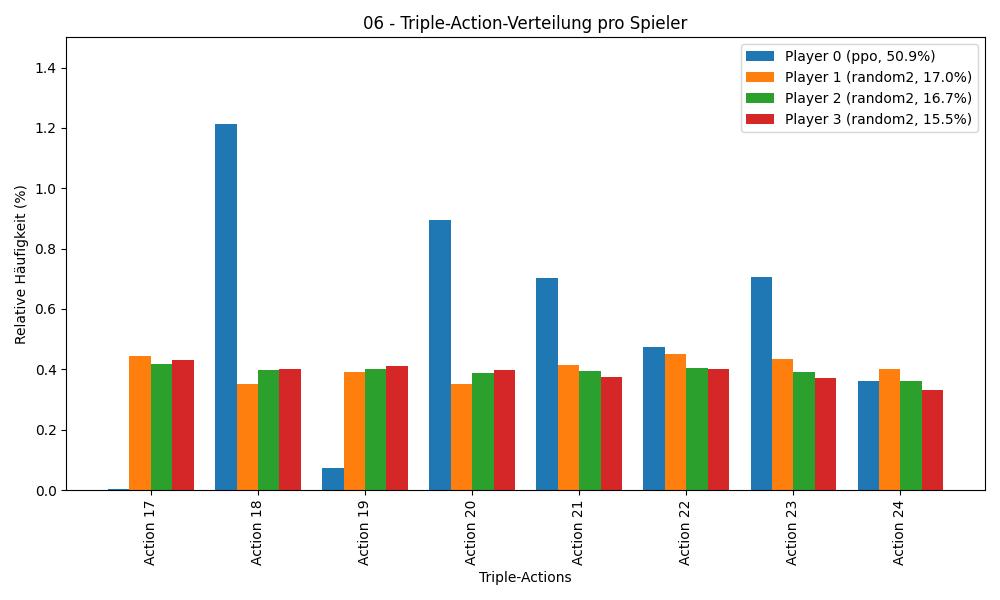 06 - Triple-Action-Verteilung pro Spieler
Player 0 (ppo, 50.9%)
Player 1 (random2, 17.0%)
Player 2 (random2, 16.7%)
Player 3 (random2, 15.5%)
Relative Häufigkeit (%)
1.4
1.2
1.0
0.8
0.6
0.4
0.2
0.0
Action 17
Action 18
Action 19
Action 20
Action 21
Action 22
Action 23
Action 24
Triple-Actions